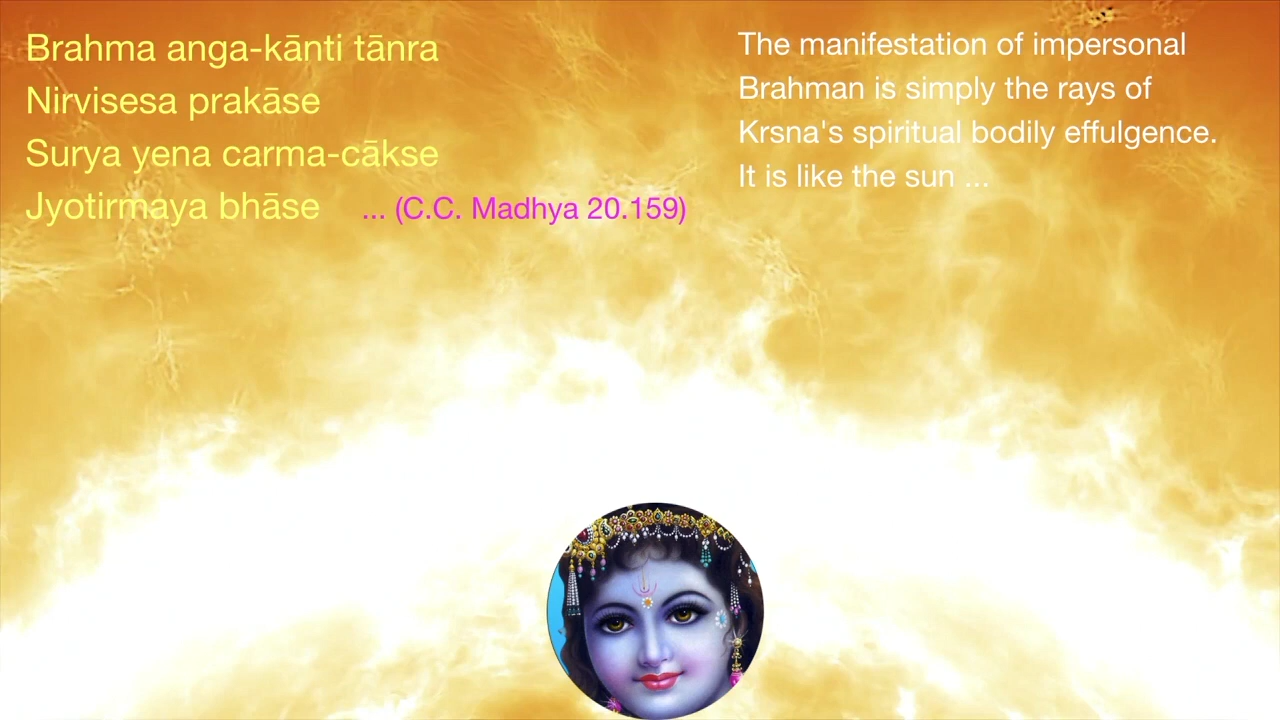 Brahma anga-kānti tānra
Nirvisesa prakāse
Surya yena carma-cākse
Jyotirmaya bhāse ... (C.C. Madhya 20.159)
The manifestation of impersonal
Brahman is simply the rays of
Krsna's spiritual bodily effulgence.
It is like the sun ...